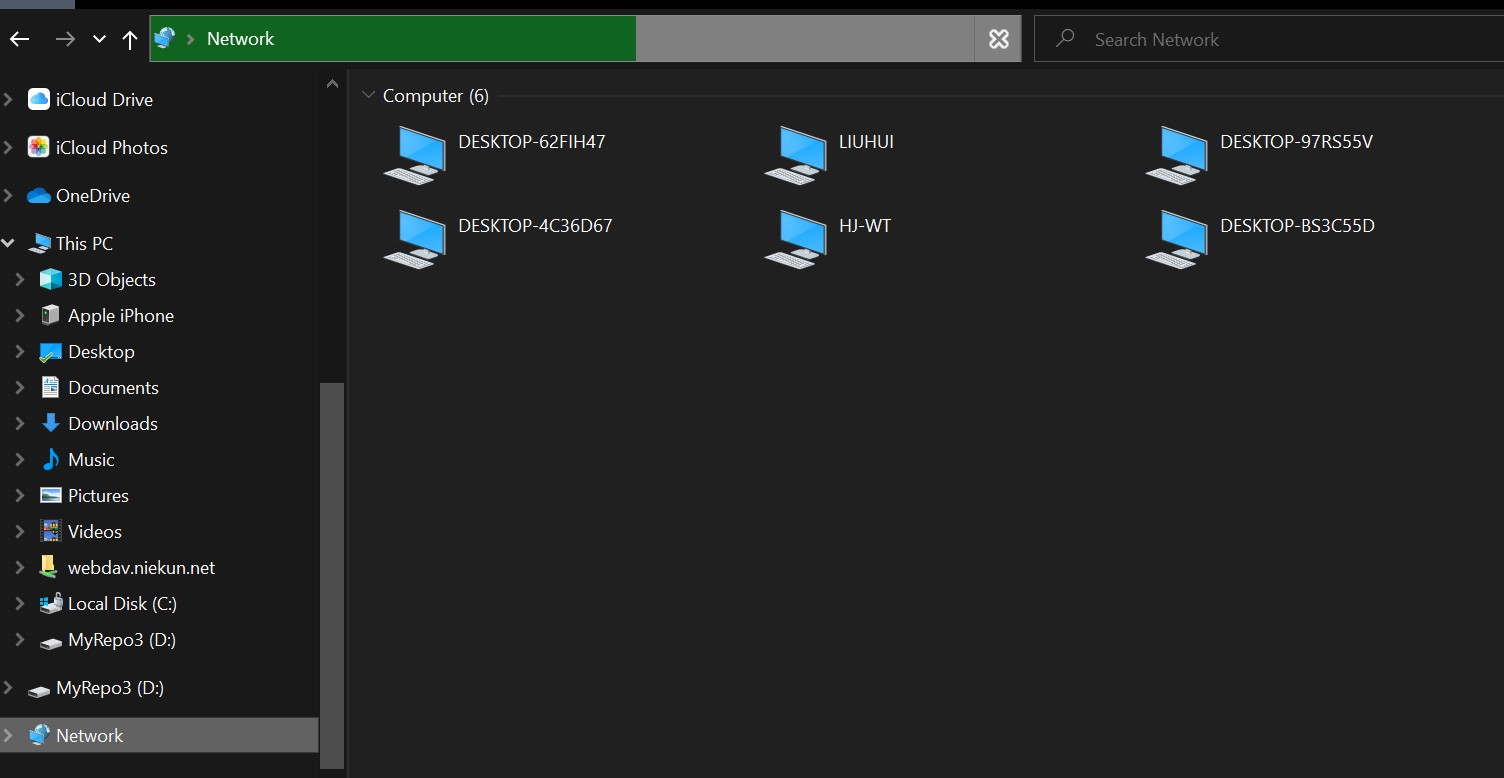 Network
Search Network
iCloud Drive
iCloud Photos
OneDrive
This PC
3D Objects
Apple iPhone
Desktop
Documents
Downloads
Music
Pictures
Videos
webdav.niekun.net
Local Disk (C:)
MyRepo3 (D:)
MyRepo3 (D:)
Network
Computer (6)
DESKTOP-62FIH47
LIUHUI
DESKTOP-97RS55V
DESKTOP-4C36D67
HJ-WT
DESKTOP-BS3C55D